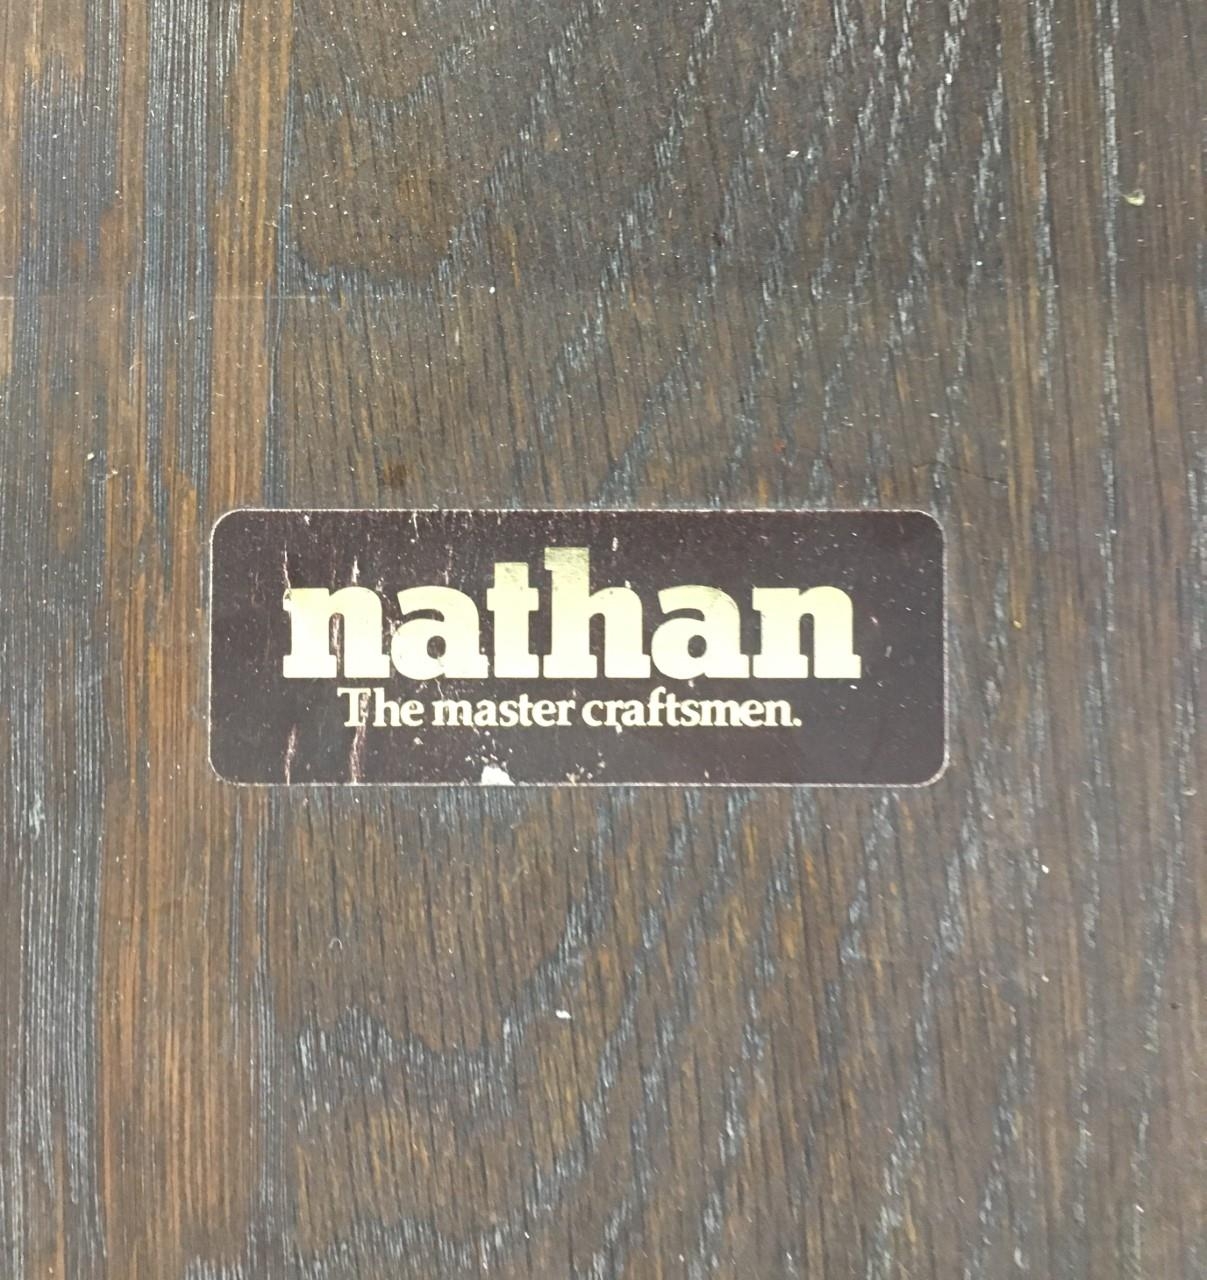 nathan
The master craftsmen.